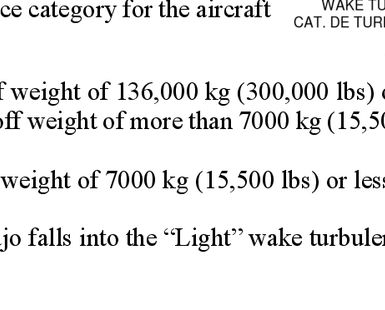 ce category for the aircraft
WAKE TU
CAT. DE TUR
f weight of 136,000 kg (300,000 lbs)
off weight of more than 7000 kg (15,50
weight of 7000 kg (15,500 lbs) or less
jo falls into the “Light” wake turbule